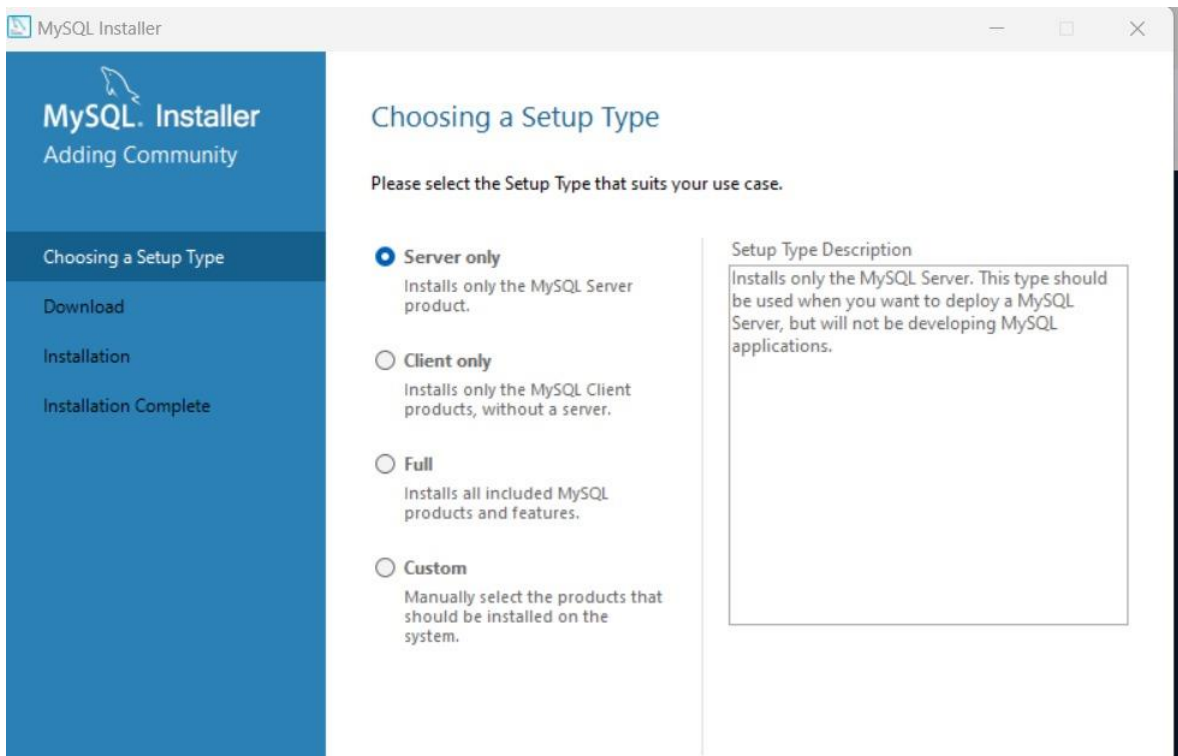 MySQL Installer
MySQL. Installer
Adding Community
Choosing a Setup Type
Download
Installation
Installation Complete
Choosing a Setup Type
Please select the Setup Type that suits your use case.
Server only
Installs only the MySQL Server
product.
Client only
Installs only the MySQL Client
products, without a server.
Full
Installs all included MySQL
products and features.
Custom
Manually select the products that
should be installed on the
system.
Setup Type Description
Installs only the MySQL Server. This type should
be used when you want to deploy a MySQL
Server, but will not be developing MySQL
applications.